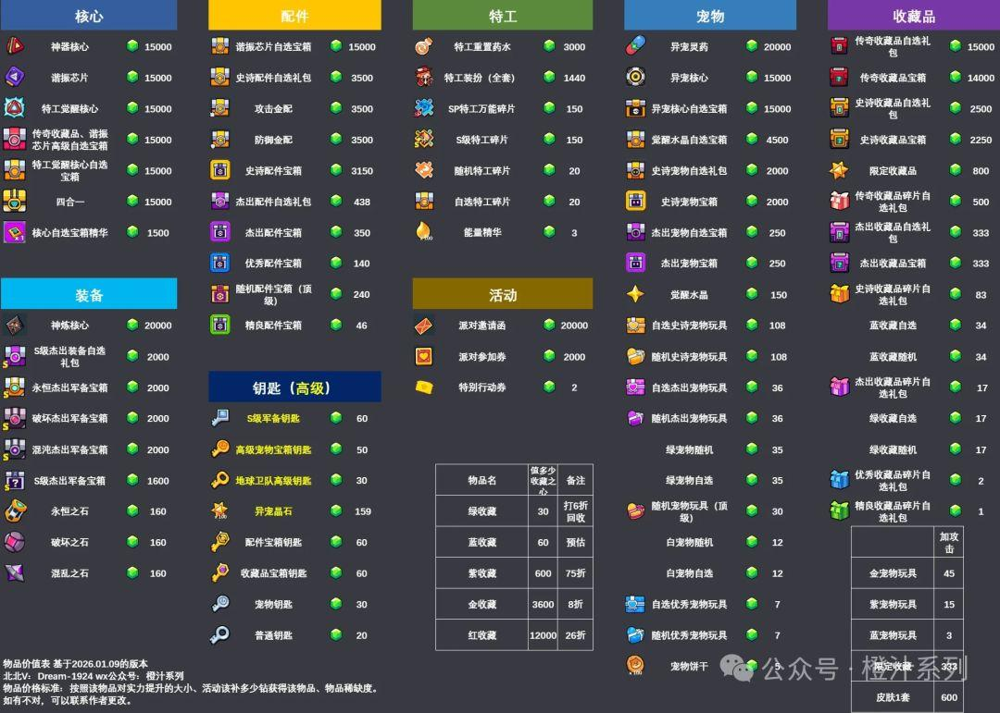 核心
神器核心 15000
谐振芯片 15000
特工觉醒核心 15000
传奇收藏品、谐振
芯片高级自选宝箱 15000
特工觉醒核心自选
宝箱 15000
四合一 15000
核心自选宝箱精华 1500
装备
神炼核心 20000
S级杰出装备自选
礼包 2000
永恒杰出军备宝箱 2000
破坏杰出军备宝箱 2000
混沌杰出军备宝箱 2000
S级杰出军备宝箱 1600
永恒之石 160
破坏之石 160
混乱之石 160
配件
谐振芯片自选宝箱 15000
史诗配件自选礼包 3500
攻击金配 3500
防御金配 3500
史诗配件宝箱 3150
杰出配件自选礼包 438
杰出配件宝箱 350
优秀配件宝箱 140
随机配件宝箱（顶
级） 240
精良配件宝箱 46
钥匙（高级）
S级军备钥匙 60
高级宠物宝箱钥匙 50
地球卫队高级钥匙 30
异宠晶石 159
配件宝箱钥匙 60
收藏品宝箱钥匙 60
宠物钥匙 30
普通钥匙 20
特工
特工重置药水 3000
特工装扮（全套） 1440
SP特工万能碎片 150
S级特工碎片 150
随机特工碎片 20
自选特工碎片 20
能量精华 3
活动
派对邀请函 20000
派对参加券 2000
特别行动券 2
物品名 值多少收藏之心 备注
绿收藏 30 打6折回收
蓝收藏 60 预估
紫收藏 600 75折
金收藏 3600 8折
红收藏 12000 26折
宠物
异宠灵药 20000
异宠核心 15000
异宠核心自选宝箱 15000
觉醒水晶自选宝箱 4500
史诗宠物自选礼包 2000
史诗宠物宝箱 2000
杰出宠物自选宝箱 250
杰出宠物宝箱 250
觉醒水晶 150
自选史诗宠物玩具 108
随机史诗宠物玩具 108
自选杰出宠物玩具 36
随机杰出宠物玩具 36
绿宠物随机 35
绿宠物自选 35
随机宠物玩具（顶
级） 30
白宠物随机 12
白宠物自选 12
自选优秀宠物玩具 7
随机优秀宠物玩具 7
宠物饼干 5
收藏品
传奇收藏品自选礼
包 15000
传奇收藏品宝箱 14000
史诗收藏品自选礼
包 2500
史诗收藏品宝箱 2250
限定收藏品 800
传奇收藏品碎片自
选礼包 500
杰出收藏品自选礼
包 333
杰出收藏品宝箱 333
史诗收藏品碎片自
选礼包 83
蓝收藏自选 34
蓝收藏随机 34
杰出收藏品碎片自
选礼包 17
绿收藏自选 17
绿收藏随机 17
优秀收藏品碎片自
选礼包 2
精良收藏品碎片自
选礼包 1
加攻击
金宠物玩具 45
紫宠物玩具 15
蓝宠物玩具 3
限定收藏 333
皮肤1套 600
物品价值表 基于2026.01.09的版本
北北V：Dream-1924 wx公众号：橙汁系列
物品价格标准：按照该物品对实力提升的大小、活动该补多少钻获得该物品、物品稀缺度。
如有不对，可以联系作者更改。
公众号·橙汁系列